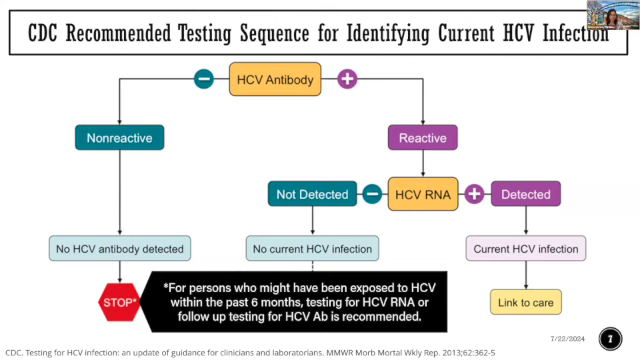 CDC Recommended Testing Sequence for Identifying Current HCV Infection
HCV Antibody
Nonreactive
Reactive
Not Detected
HCV RNA
Detected
No HCV antibody detected
No current HCV infection
Current HCV infection
STOP*
*For persons who might have been exposed to HCV
within the past 6 months, testing for HCV RNA or
follow up testing for HCV Ab is recommended.
Link to care
7/22/2024
7
CDC. Testing for HCV infection: an update of guidance for clinicians and laboratorians. MMWR Morb Mortal Wkly Rep. 2013;62:362-5